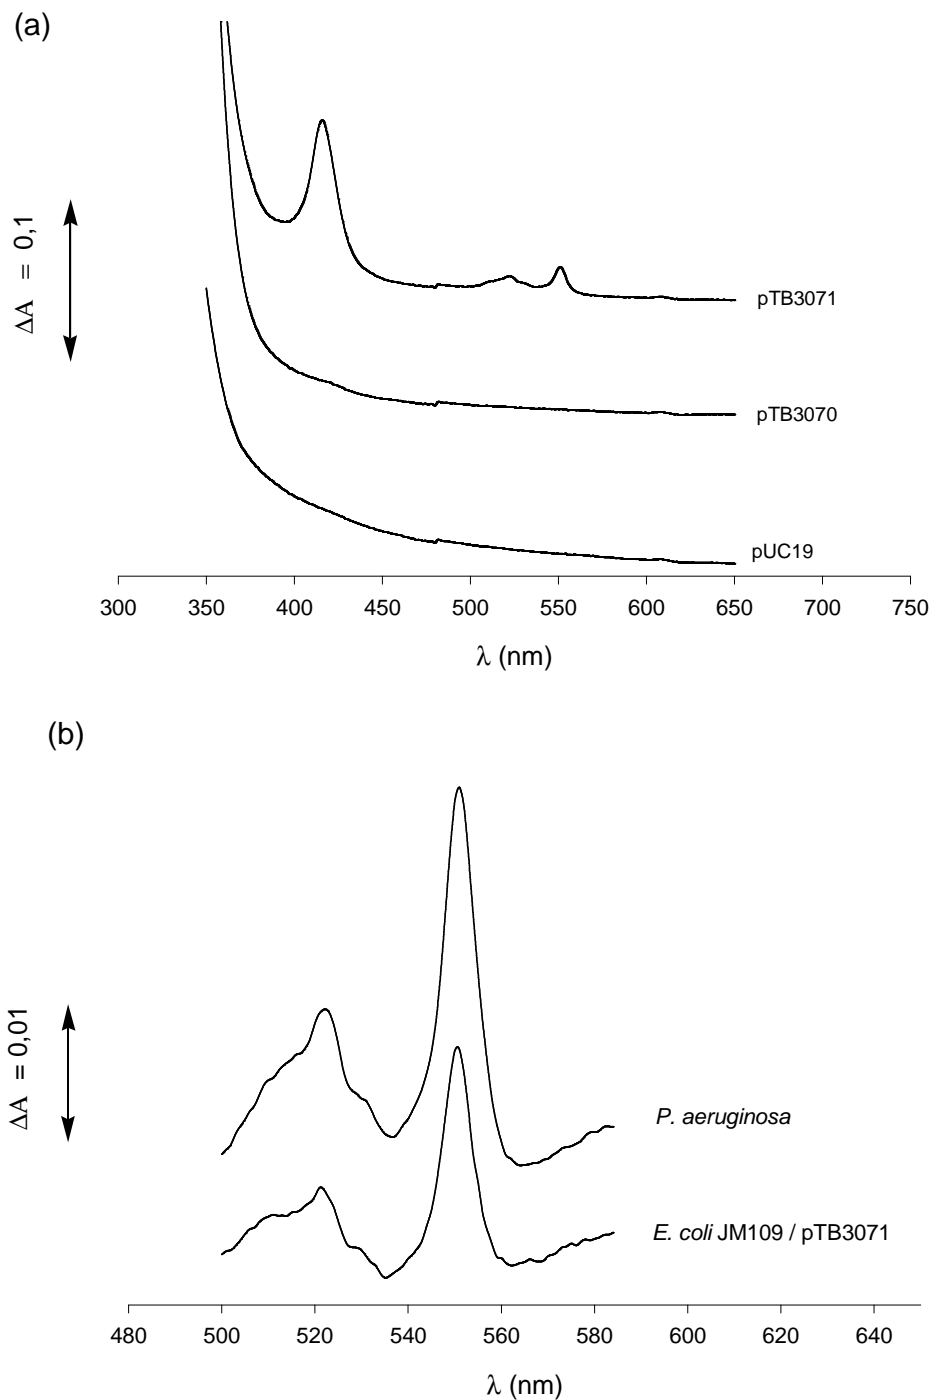 (a)
ΔA = 0,1
pTB3071
pTB3070
pUC19
300 350 400 450 500 550 600 650 700 750
λ (nm)
(b)
ΔA = 0,01
P. aeruginosa
E. coli JM109 / pTB3071
480 500 520 540 560 580 600 620 640
λ (nm)